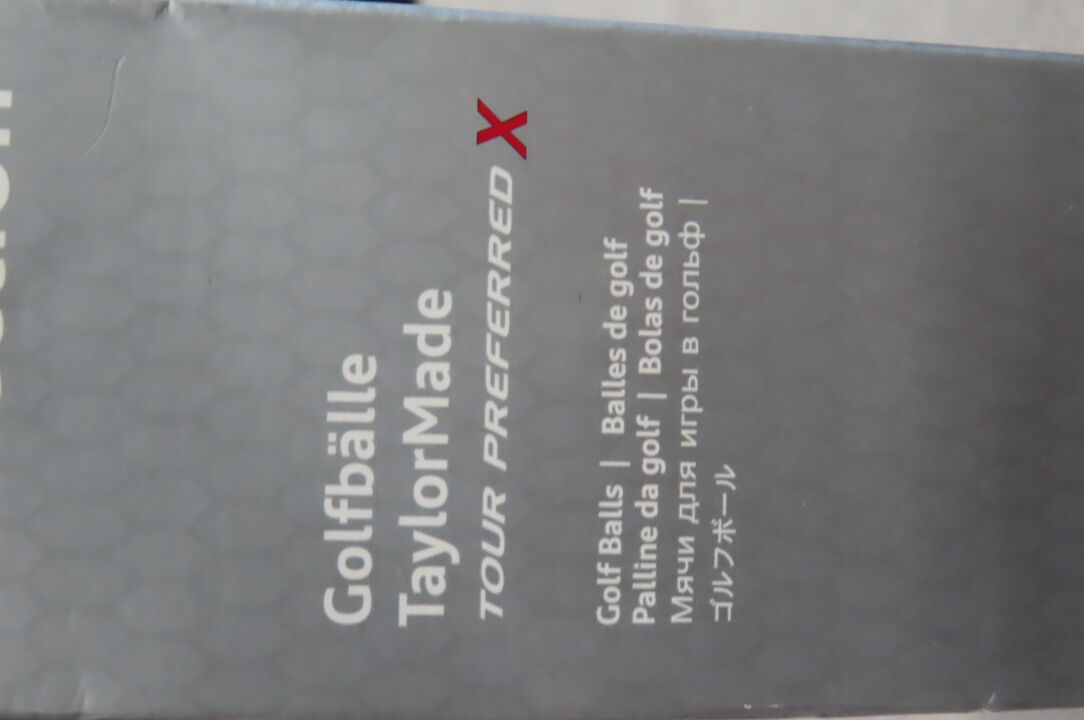 Golfbälle
TaylorMade
TOUR PREFERRED X
Golf Balls | Balles de golf
Palline da golf | Bolas de golf
Мячи для игры в гольф |
ゴルフボール